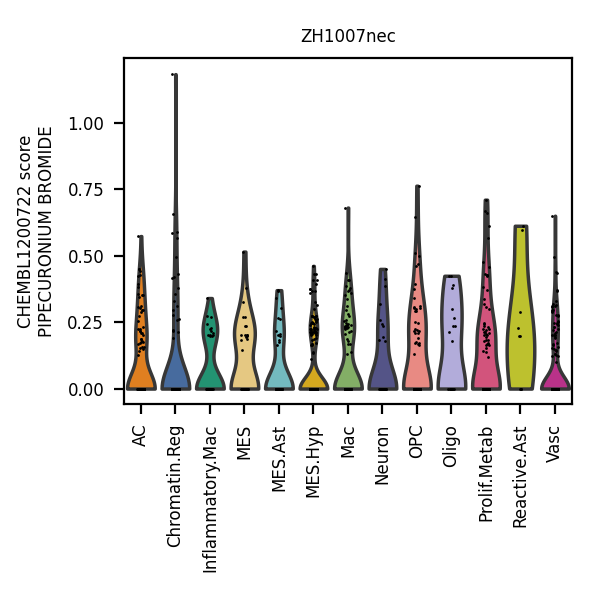 ZH1007nec
CHEMBL1200722 score
PIPECURONIUM BROMIDE
1.00
0.75
0.50
0.25
0.00
AC
Chromatin.Reg
Inflammatory.Mac
MES
MES.Ast
MES.Hyp
Mac
Neuron
OPC
Oligo
Prolif.Metab
Reactive.Ast
Vasc